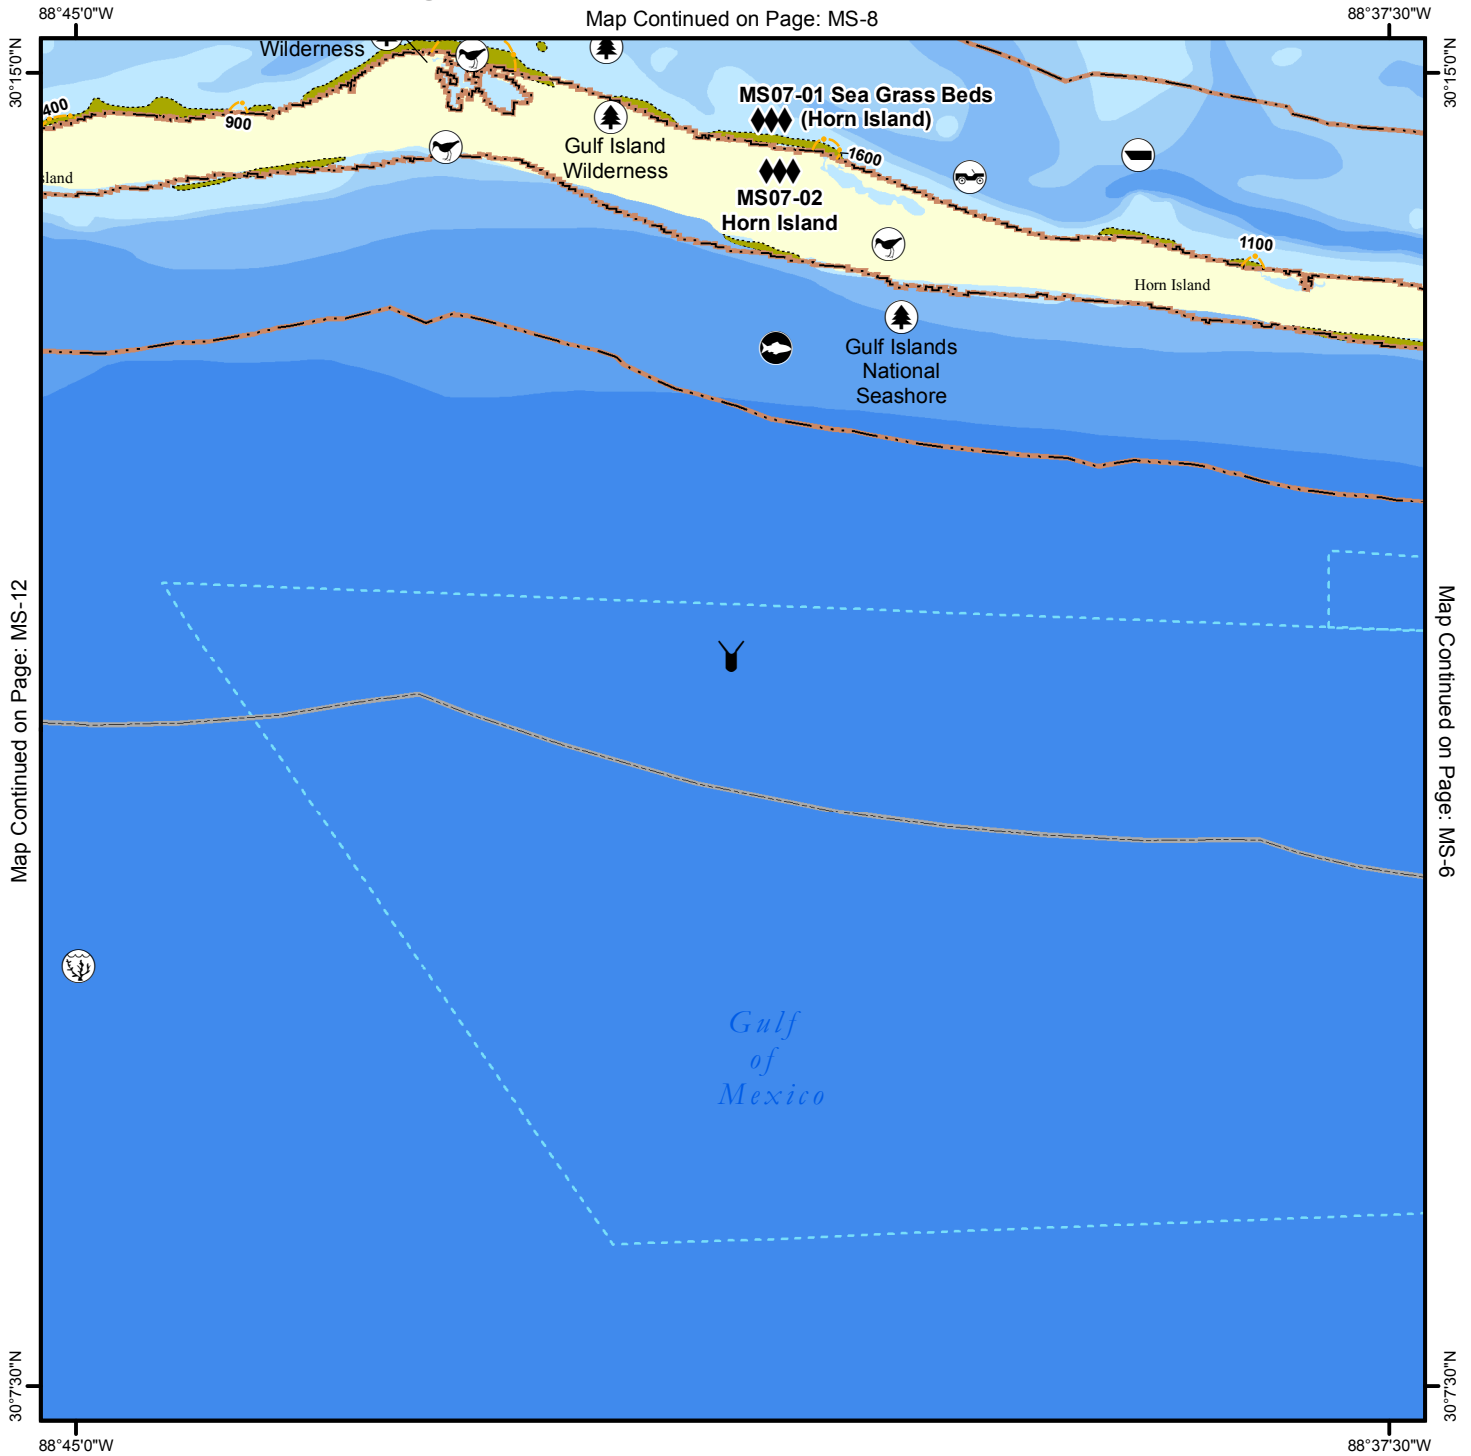 88°45'0"W
Map Continued on Page: MS-8
88°37'30"W
30°15'0"N
30°15'0"N
Wilderness
400
900
MS07-01 Sea Grass Beds
(Horn Island)
Gulf Island
Wilderness
1600
sland
MS07-02
Horn Island
1100
Horn Island
Gulf Islands
National
Seashore
Map Continued on Page: MS-12
Map Continued on Page: MS-6
Gulf
of
Mexico
30°7'30"N
30°7'30"N
88°45'0"W
88°37'30"W